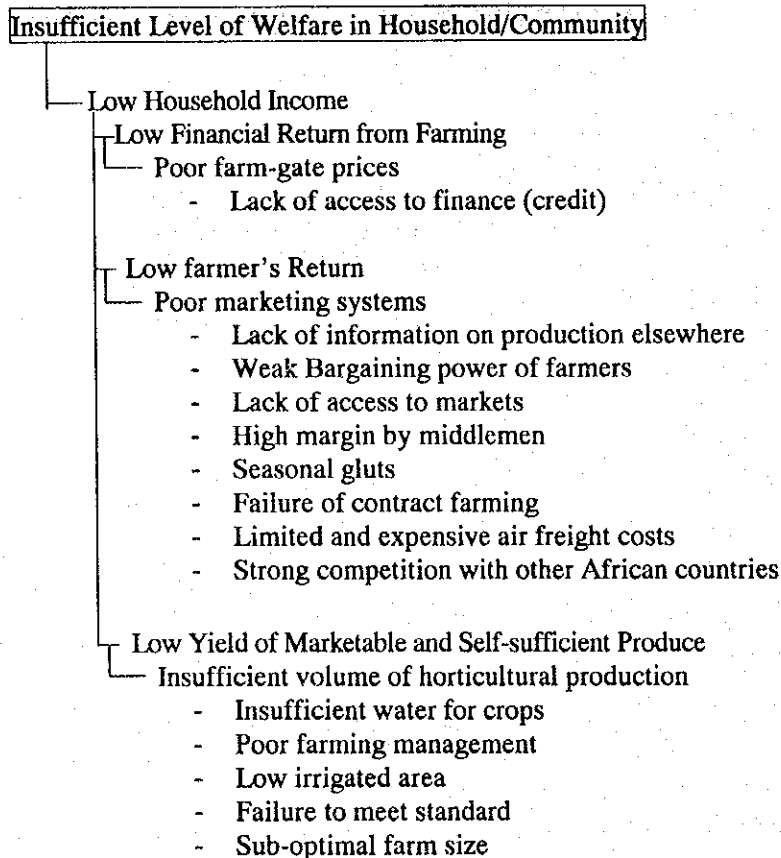 Insufficient Level of Welfare in Household/Community
Low Household Income
Low Financial Return from Farming
Poor farm-gate prices
- Lack of access to finance (credit)
Low farmer's Return
Poor marketing systems
- Lack of information on production elsewhere
- Weak Bargaining power of farmers
- Lack of access to markets
- High margin by middlemen
- Seasonal gluts
- Failure of contract farming
- Limited and expensive air freight costs
- Strong competition with other African countries
Low Yield of Marketable and Self-sufficient Produce
Insufficient volume of horticultural production
- Insufficient water for crops
- Poor farming management
- Low irrigated area
- Failure to meet standard
- Sub-optimal farm size